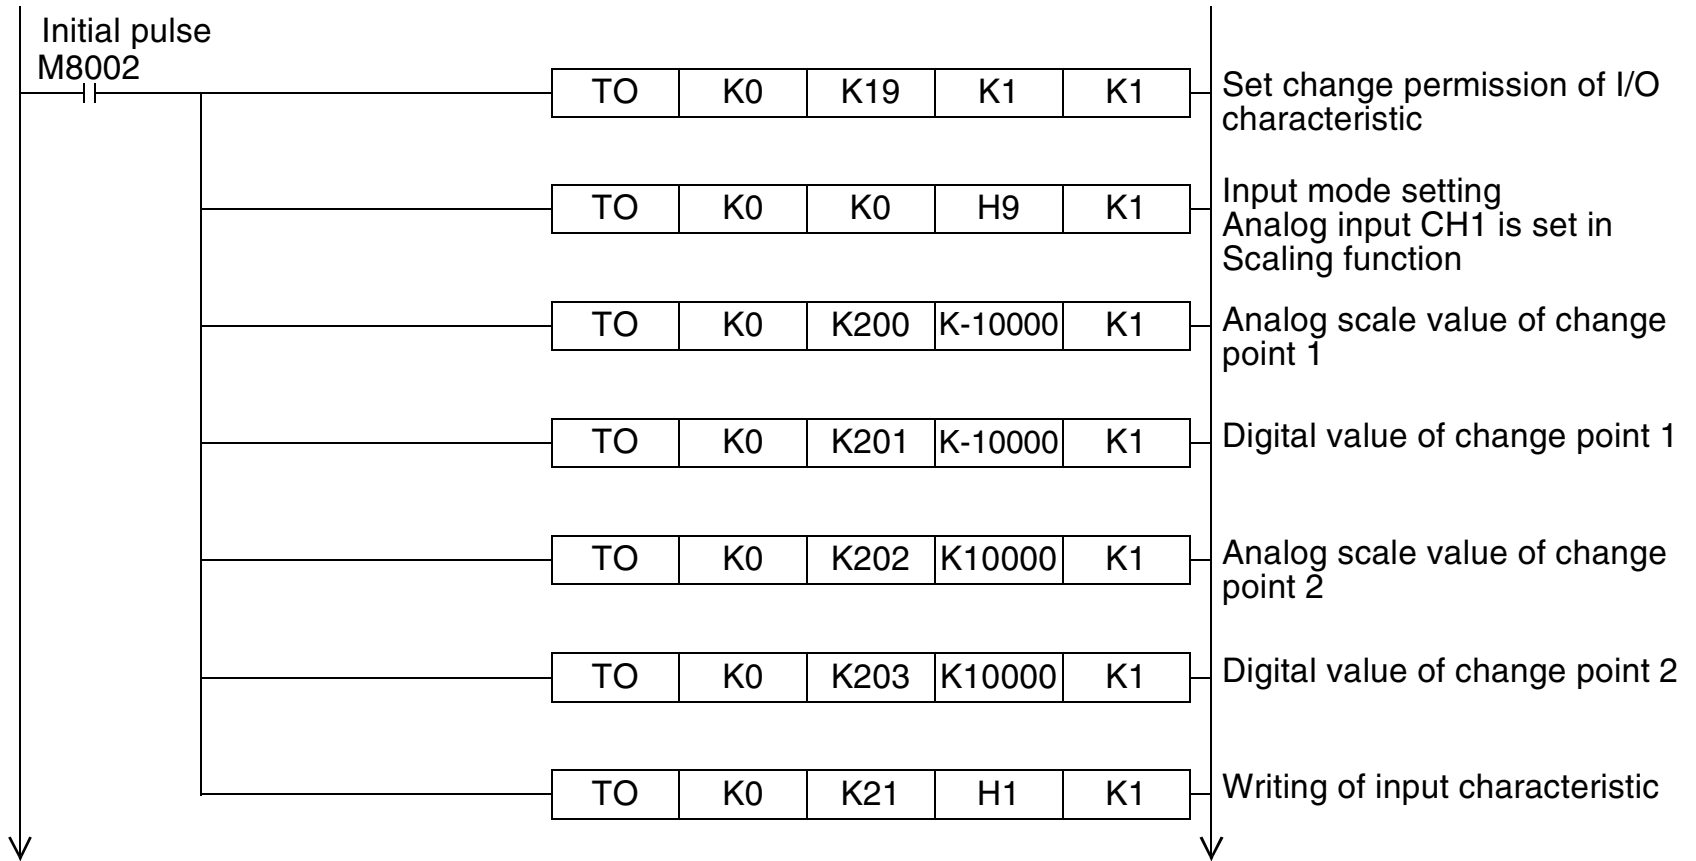 Initial pulse
M8002
TO K0 K19 K1 K1
Set change permission of I/O
characteristic
TO K0 K0 H9 K1
Input mode setting
Analog input CH1 is set in
Scaling function
TO K0 K200 K-10000 K1
Analog scale value of change
point 1
TO K0 K201 K-10000 K1
Digital value of change point 1
TO K0 K202 K10000 K1
Analog scale value of change
point 2
TO K0 K203 K10000 K1
Digital value of change point 2
TO K0 K21 H1 K1
Writing of input characteristic